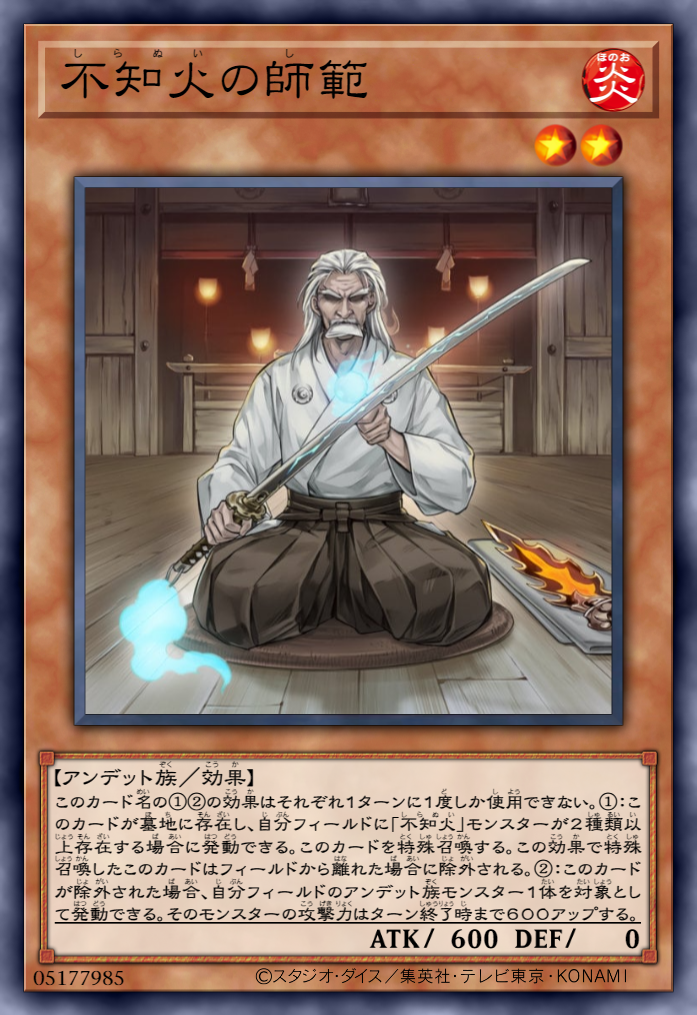 不知火の師範
炎
【アンデット族／効果】
このカード名の①②の効果はそれぞれ1ターンに1度しか使用できない。①：こ
のカードが墓地に存在し、自分フィールドに「不知火」モンスターが２種類以
上存在する場合に発動できる。このカードを特殊召喚する。この効果で特殊
召喚したこのカードはフィールドから離れた場合に除外される。②：このカード
が除外された場合、自分フィールドのアンデット族モンスター１体を対象とし
て発動できる。そのモンスターの攻撃力はターン終了時まで６００アップする。
ATK/ 600 DEF/ 0
05177985 ©スタジオ・ダイス／集英社・テレビ東京・KONAMI